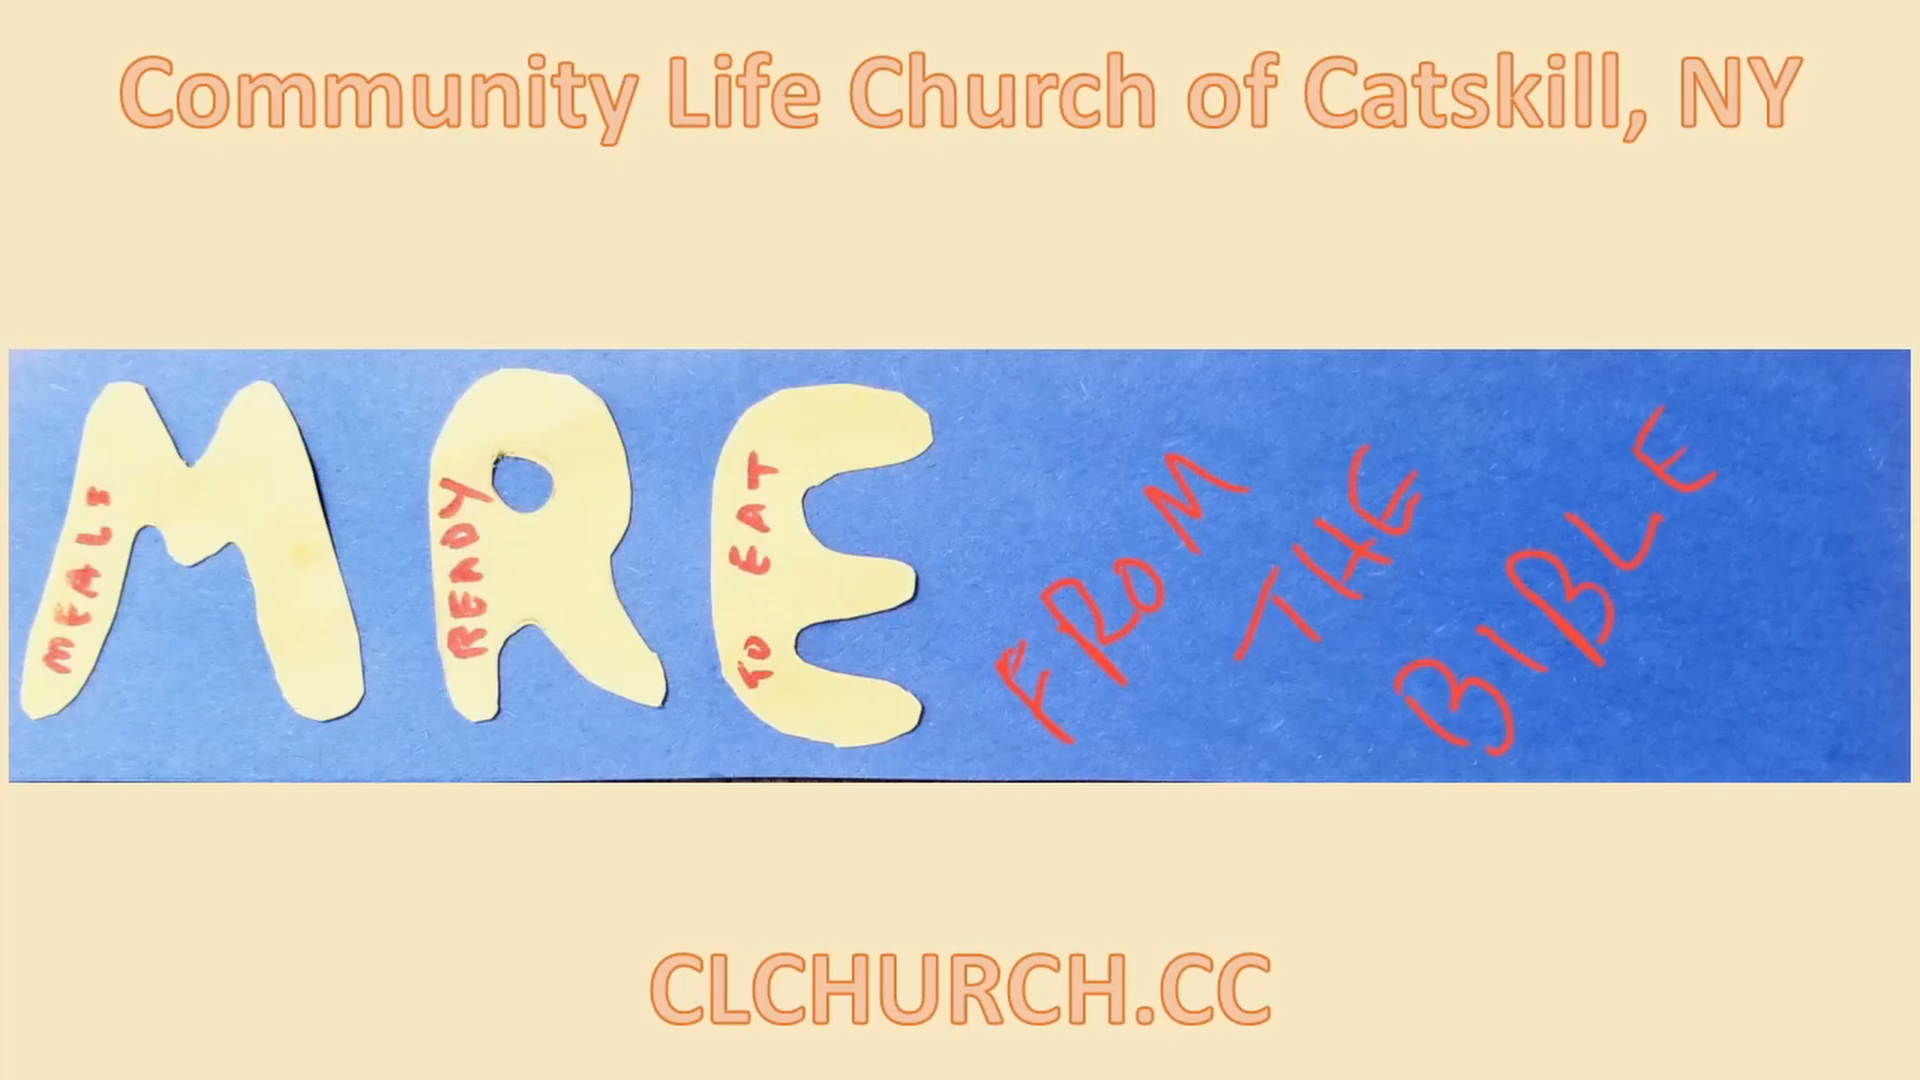 Community Life Church of Catskill, NY
MRE
MEALS
READY
TO EAT
FROM
THE
BIBLE
CLCHURCH.CC